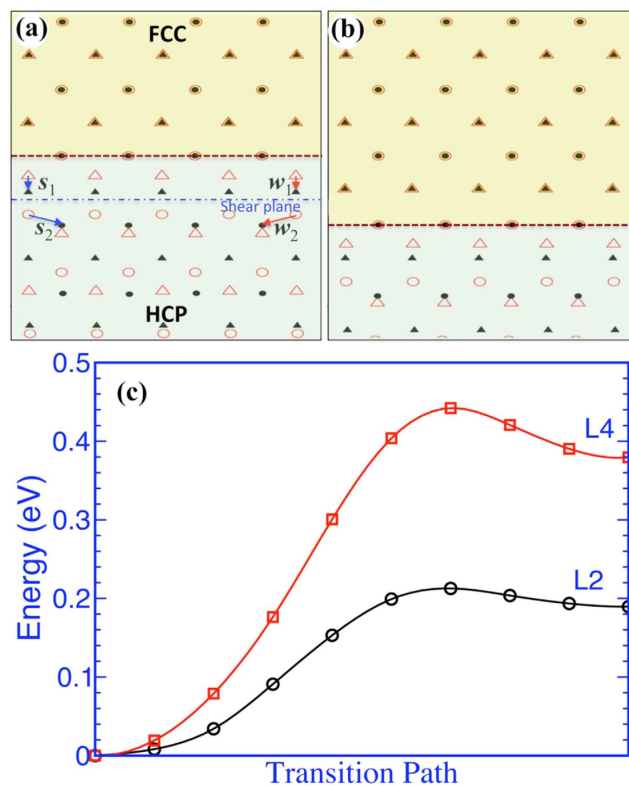 (a)
FCC
s1
w1
Shear plane
s2
w2
HCP
(b)
(c)
0.5
0.4
0.3
0.2
0.1
0
Energy (eV)
L4
L2
Transition Path